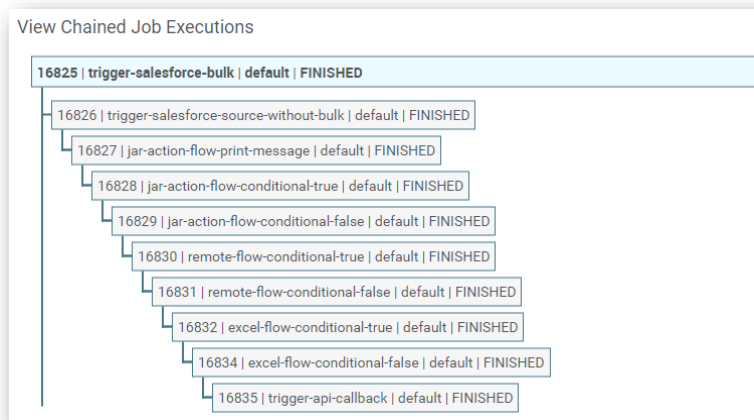 View Chained Job Executions
16825 | trigger-salesforce-bulk | default | FINISHED
16826 | trigger-salesforce-source-without-bulk | default | FINISHED
16827 | jar-action-flow-print-message | default | FINISHED
16828 | jar-action-flow-conditional-true | default | FINISHED
16829 | jar-action-flow-conditional-false | default | FINISHED
16830 | remote-flow-conditional-true | default | FINISHED
16831 | remote-flow-conditional-false | default | FINISHED
16832 | excel-flow-conditional-true | default | FINISHED
16834 | excel-flow-conditional-false | default | FINISHED
16835 | trigger-api-callback | default | FINISHED